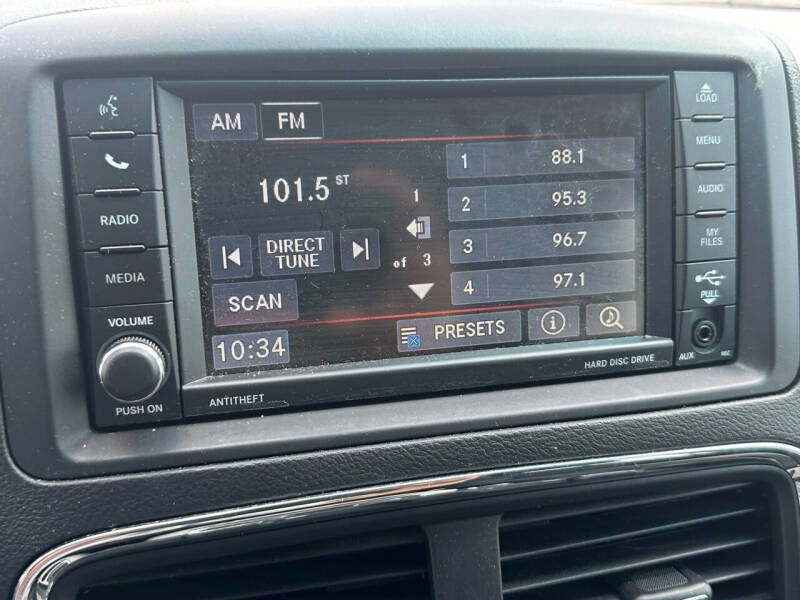 RADIO
MEDIA
VOLUME
PUSH ON
AM FM
101.5 ST
DIRECT
TUNE
SCAN
10:34
1
of 3
1 88.1
2 95.3
3 96.7
4 97.1
PRESETS
i
ANTITHEFT
HARD DISC DRIVE
LOAD
MENU
AUDIO
MY
FILES
PULL
AUX